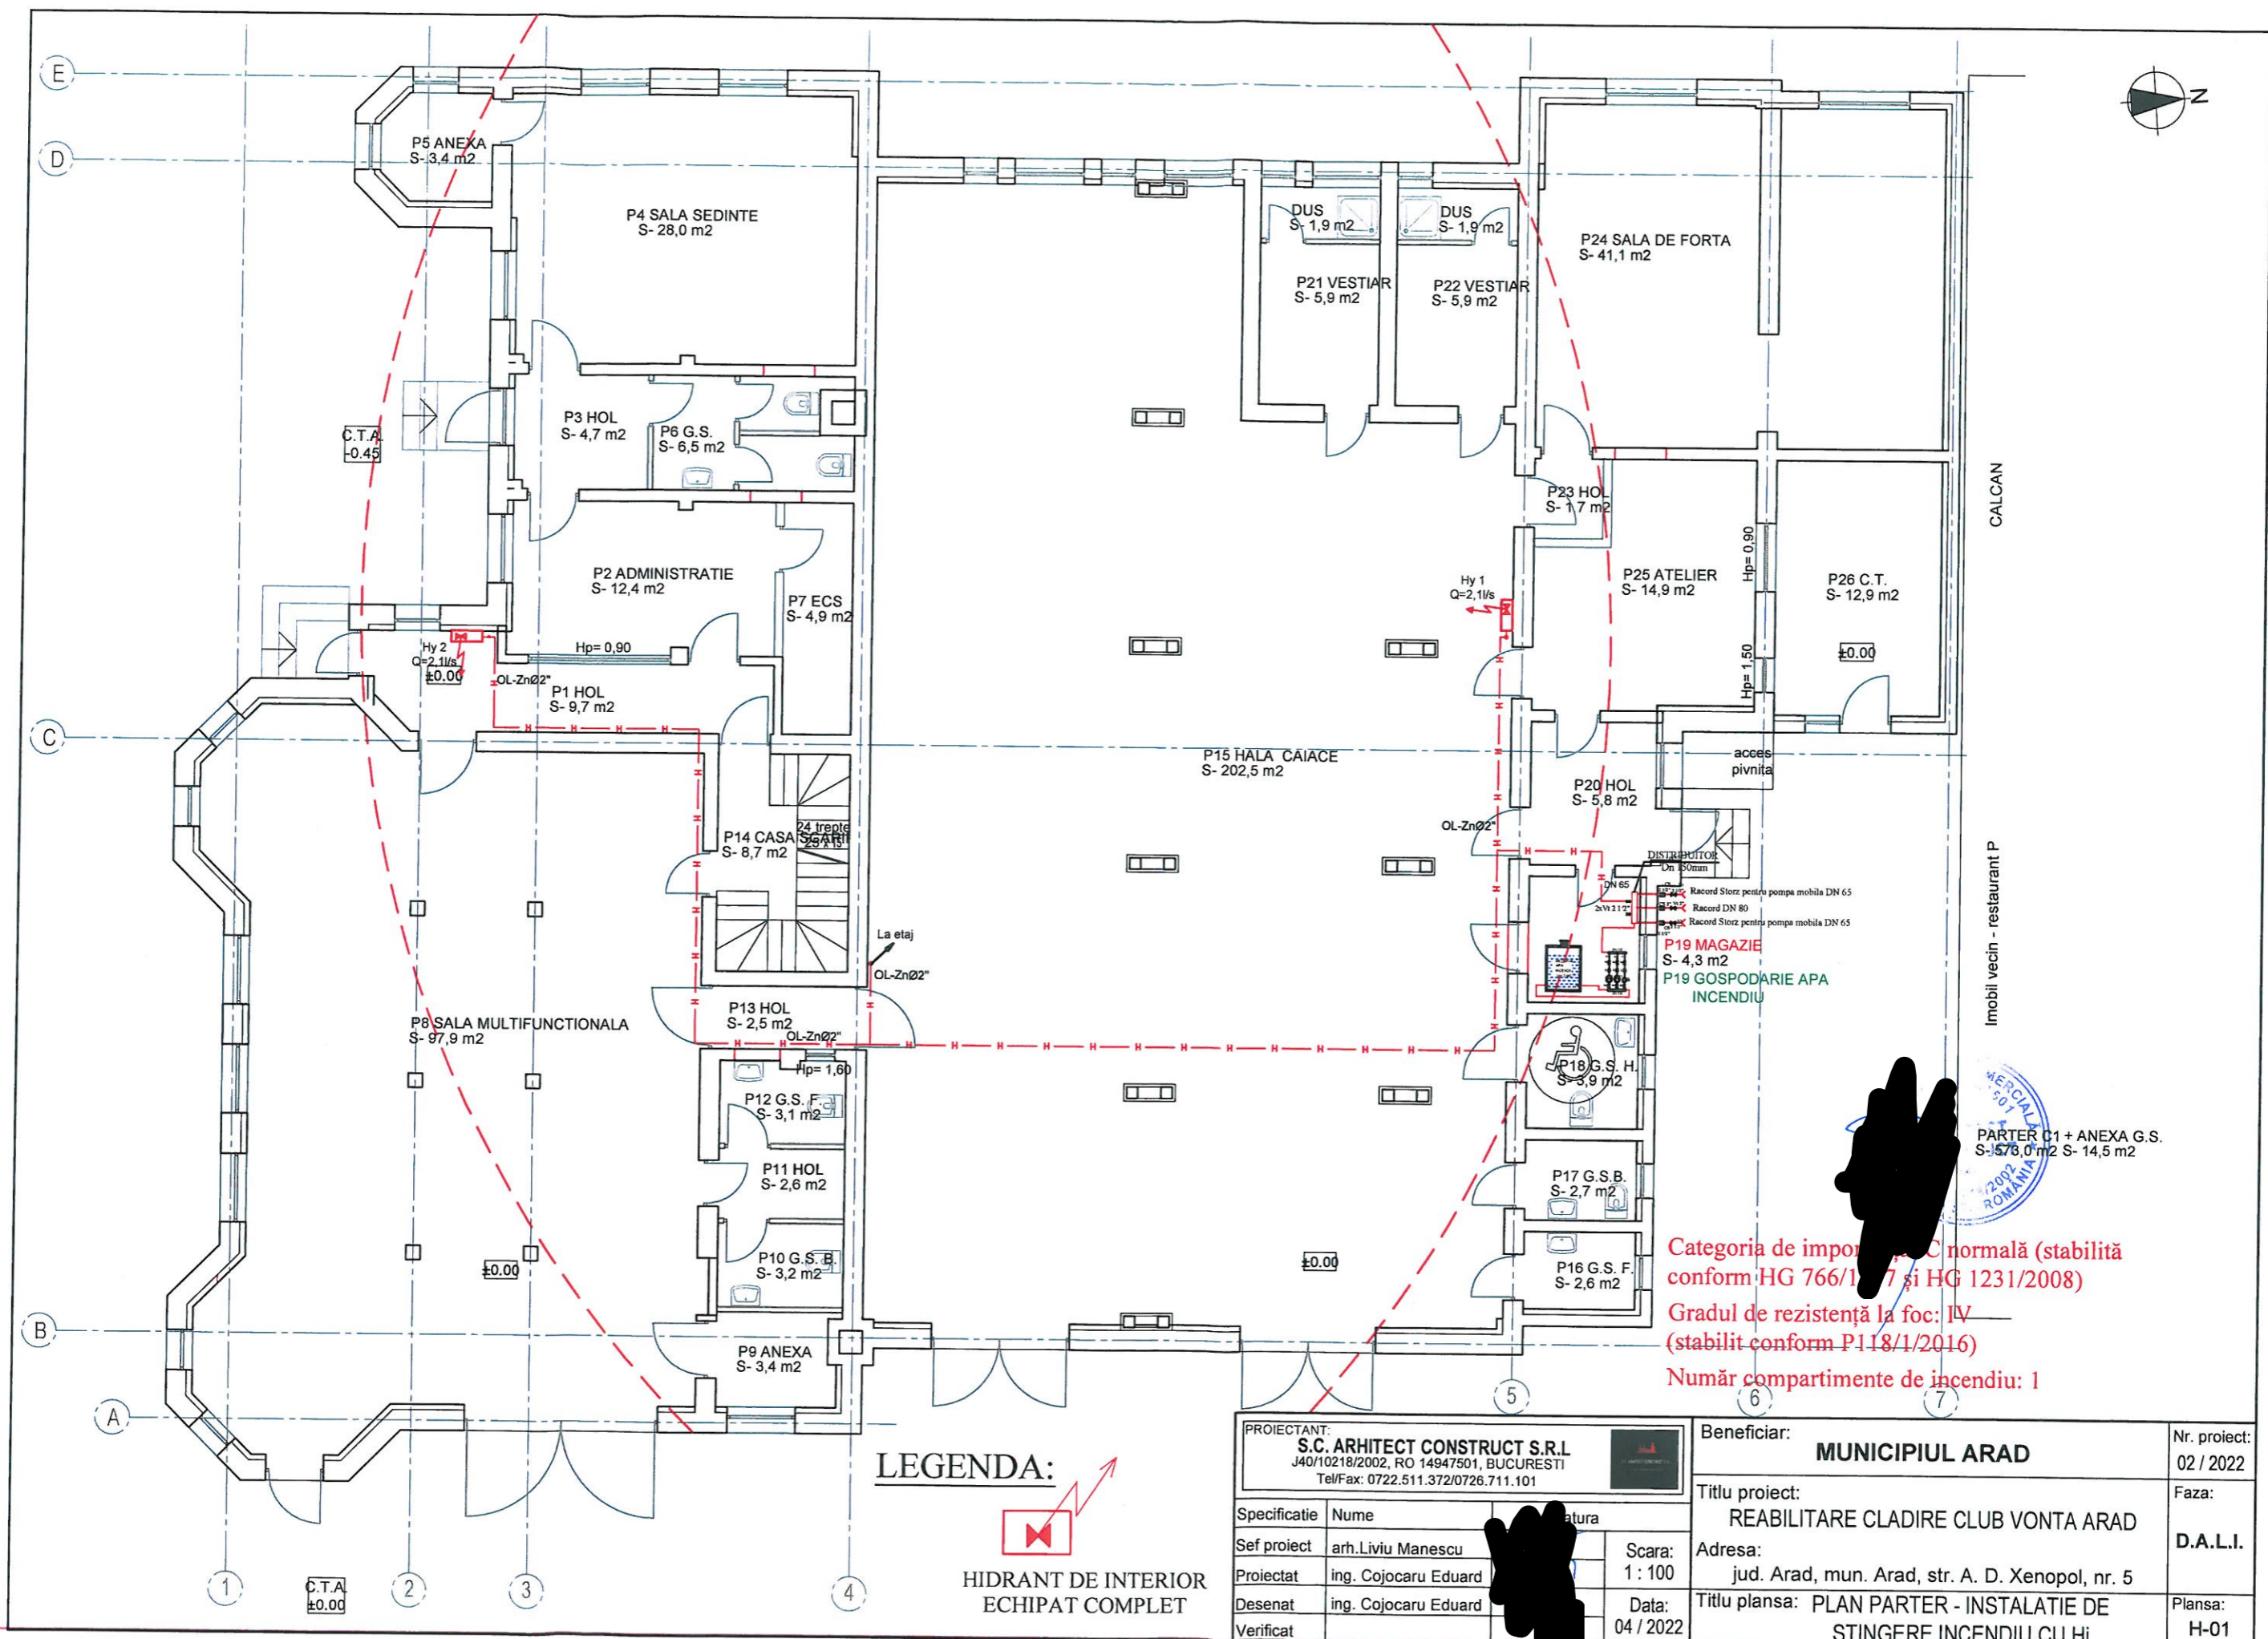 E
D
C
B
A
N
P5 ANEXA
S- 3,4 m2
P4 SALA SEDINTE
S- 28,0 m2
DUS
S- 1,9 m2
DUS
S- 1,9 m2
P24 SALA DE FORTA
S- 41,1 m2
P21 VESTIAR
S- 5,9 m2
P22 VESTIAR
S- 5,9 m2
C.T.A.
-0.45
P3 HOL
S- 4,7 m2
P6 G.S.
S- 6,5 m2
P23 HOL
S- 1,7 m2
CALCAN
P2 ADMINISTRATIE
S- 12,4 m2
P7 ECS
S- 4,9 m2
Hy 1
Q=2,1l/s
P25 ATELIER
S- 14,9 m2
Hp= 0,90
P26 C.T.
S- 12,9 m2
±0.00
Hp= 1,50
Hy 2
Q=2,1l/s
±0.00
Hp= 0,90
OL-ZnØ2"
P1 HOL
S- 9,7 m2
P15 HALA CAIACE
S- 202,5 m2
acces
pivnita
P20 HOL
S- 5,8 m2
OL-ZnØ2"
P14 CASA SCARII
S- 8,7 m2
24 trepte
DISTRIBUITOR
Dn 150mm
DN 65
Racord Storz pentru pompa mobila DN 65
Racord DN 80
Racord Storz pentru pompa mobila DN 65
P19 MAGAZIE
S- 4,3 m2
P19 GOSPODARIE APA
INCENDIU
Imobil vecin - restaurant P
La etaj
OL-ZnØ2"
P8 SALA MULTIFUNCTIONALA
S- 97,9 m2
P13 HOL
S- 2,5 m2
OL-ZnØ2"
Hp= 1,60
P12 G.S. F.
S- 3,1 m2
P18 G.S. H.
S- 3,9 m2
P11 HOL
S- 2,6 m2
P17 G.S.B.
S- 2,7 m2
P10 G.S. B.
S- 3,2 m2
P16 G.S. F.
S- 2,6 m2
±0.00
±0.00
P9 ANEXA
S- 3,4 m2
PARTER C1 + ANEXA G.S.
S- 573,0 m2 S- 14,5 m2
ROMÂNIA
Categoria de C normală (stabilită
conform HG și HG 1231/2008)
Gradul de rezistență la foc: IV
(stabilit conform P118/1/2016)
Număr compartimente de incendiu: 1
1
2
3
4
5
6
7
C.T.A.
±0.00
LEGENDA:
HIDRANT DE INTERIOR
ECHIPAT COMPLET
PROIECTANT:
S.C. ARHITECT CONSTRUCT S.R.L
J40/10218/2002, RO 14947501, BUCURESTI
Tel/Fax: 0722.511.372/0726.711.101
Specificatie Nume
Sef proiect arh.Liviu Manescu
Proiectat ing. Cojocaru Eduard
Desenat ing. Cojocaru Eduard
Verificat
Scara:
1 : 100
Data:
04 / 2022
Beneficiar:
MUNICIPIUL ARAD
Titlu proiect:
REABILITARE CLADIRE CLUB VONTA ARAD
Adresa:
jud. Arad, mun. Arad, str. A. D. Xenopol, nr. 5
Titlu plansa: PLAN PARTER - INSTALATIE DE
STINGERE INCENDIU CU Hi
Nr. proiect:
02 / 2022
Faza:
D.A.L.I.
Plansa:
H-01